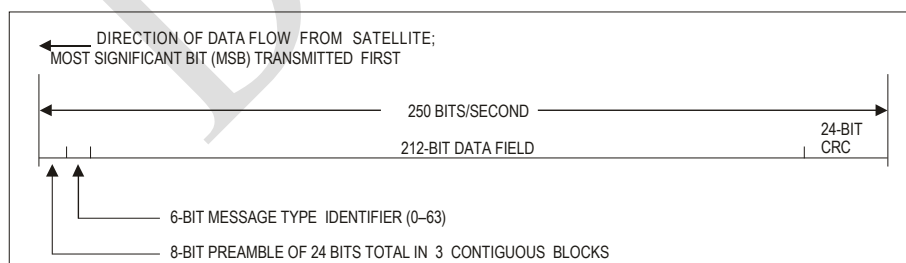 DIRECTION OF DATA FLOW FROM SATELLITE;
MOST SIGNIFICANT BIT (MSB) TRANSMITTED FIRST
250 BITS/SECOND
212-BIT DATA FIELD
24-BIT
CRC
6-BIT MESSAGE TYPE IDENTIFIER (0–63)
8-BIT PREAMBLE OF 24 BITS TOTAL IN 3 CONTIGUOUS BLOCKS